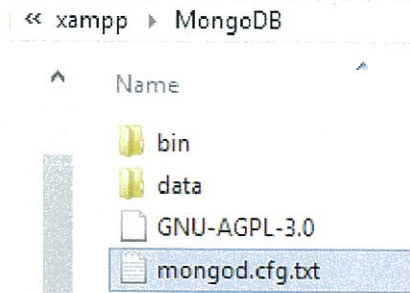 « xampp ▸ MongoDB
Name
bin
data
GNU-AGPL-3.0
mongod.cfg.txt